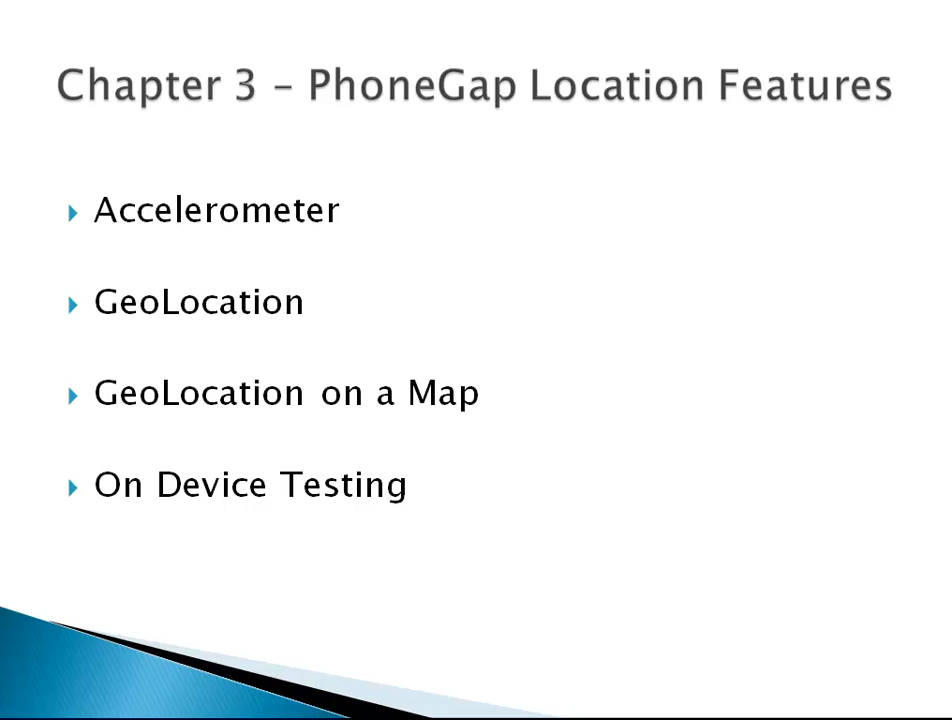 Chapter 3 – PhoneGap Location Features
Accelerometer
GeoLocation
GeoLocation on a Map
On Device Testing